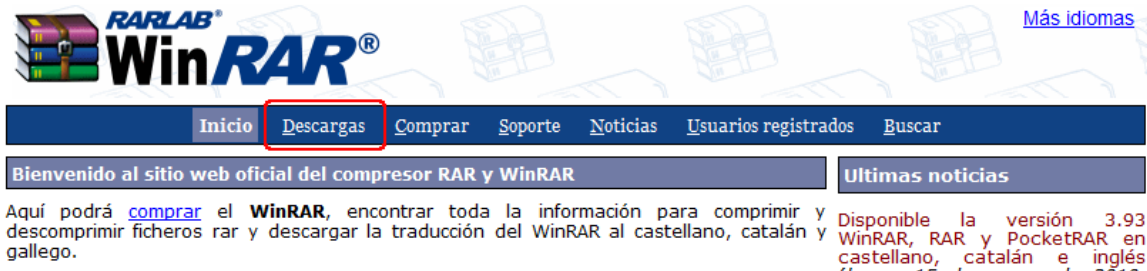 RARLAB®
WinRAR®
Más idiomas
Inicio Descargas Comprar Soporte Noticias Usuarios registrados Buscar
Bienvenido al sitio web oficial del compresor RAR y WinRAR
Aquí podrá comprar el WinRAR, encontrar toda la información para comprimir y
descomprimir ficheros rar y descargar la traducción del WinRAR al castellano, catalán y
gallego.
Ultimas noticias
Disponible la versión 3.93
WinRAR, RAR y PocketRAR en
castellano, catalán e inglés